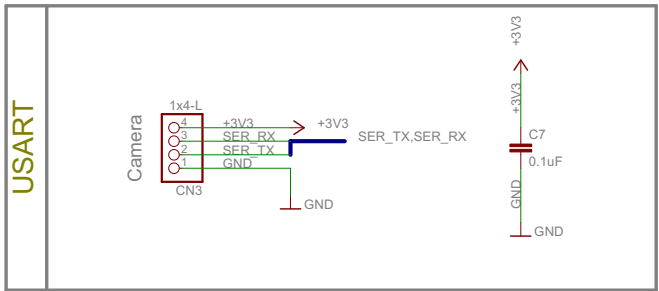 USART
Camera
1x4-L
4
+3V3
+3V3
3
SER_RX
SER_TX,SER_RX
2
SER_TX
1
GND
CN3
GND
+3V3
+3V3
C7
0.1uF
GND
GND